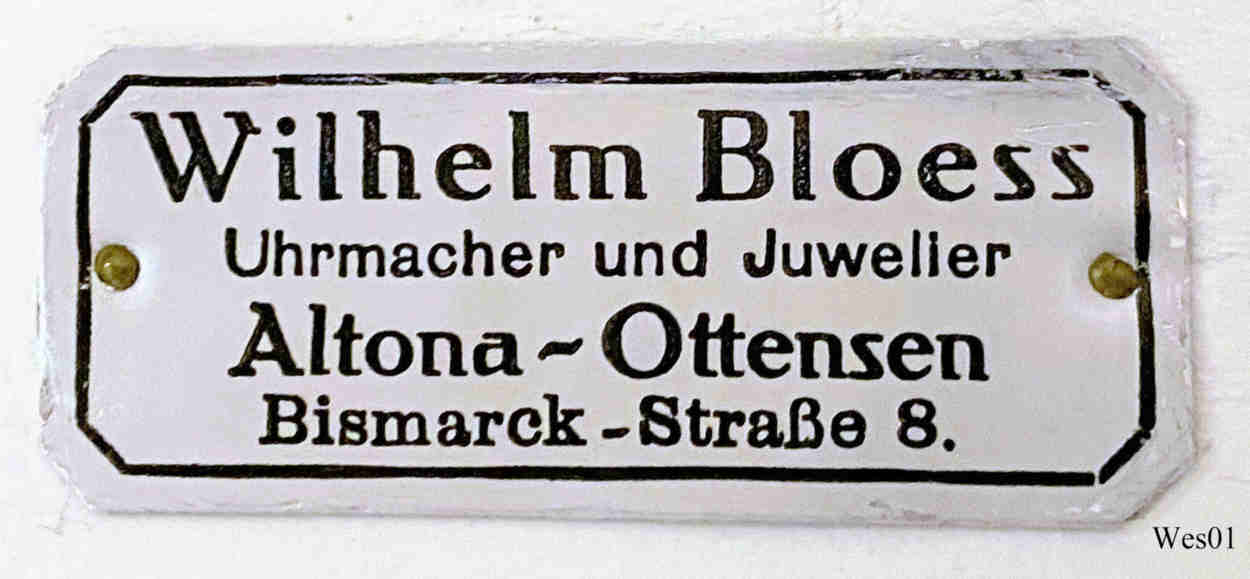 Wilhelm Bloess
Uhrmacher und Juwelier
Altona ~ Ottensen
Bismarck - Straße 8.
Wes01